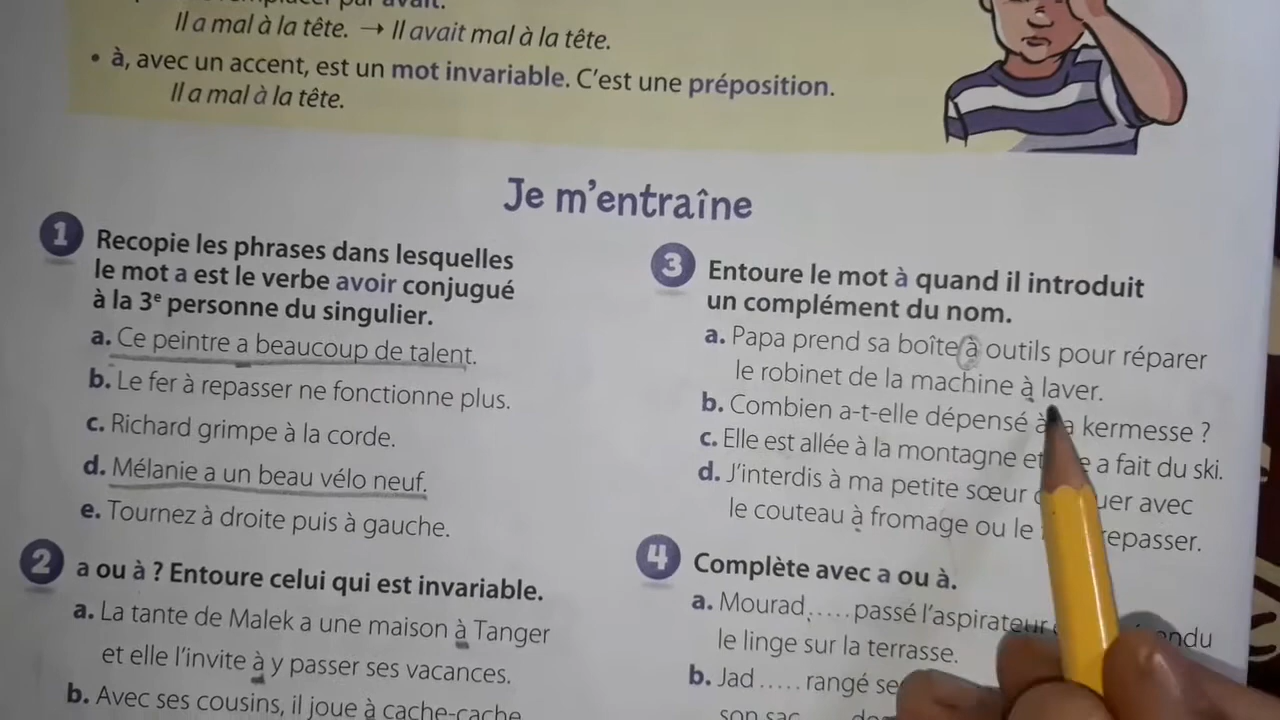 avait.
Il a mal à la tête. → Il avait mal à la tête.
• à, avec un accent, est un mot invariable. C'est une préposition.
Il a mal à la tête.
Je m'entraîne
1 Recopie les phrases dans lesquelles
le mot a est le verbe avoir conjugué
à la 3e personne du singulier.
a. Ce peintre a beaucoup de talent.
b. Le fer à repasser ne fonctionne plus.
c. Richard grimpe à la corde.
d. Mélanie a un beau vélo neuf.
e. Tournez à droite puis à gauche.
2 a ou à ? Entoure celui qui est invariable.
a. La tante de Malek a une maison à Tanger
et elle l'invite à y passer ses vacances.
b. Avec ses cousins, il joue à cache-cache
3 Entoure le mot à quand il introduit
un complément du nom.
a. Papa prend sa boîte à outils pour réparer
le robinet de la machine à laver.
b. Combien a-t-elle dépensé à la kermesse ?
c. Elle est allée à la montagne et a fait du ski.
d. J'interdis à ma petite sœur avec
le couteau à fromage ou le repasser.
4 Complète avec a ou à.
a. Mourad ..... passé l'aspirateur
le linge sur la terrasse.
b. Jad ..... rangé
son sac